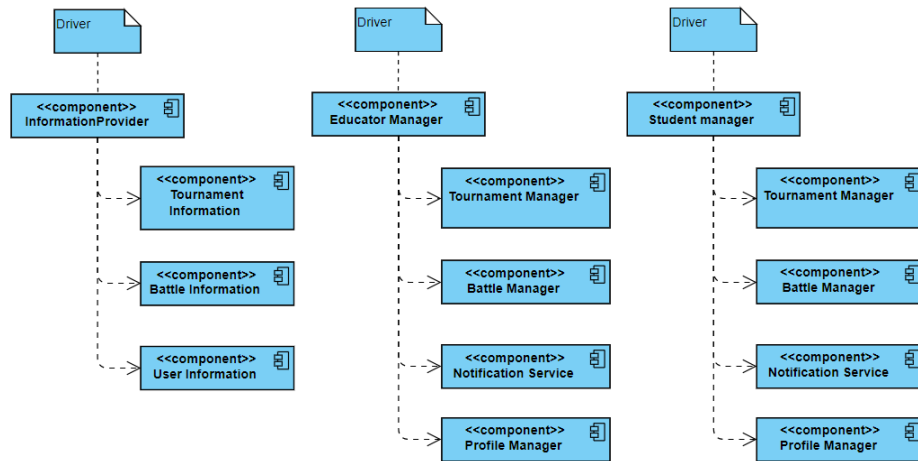 Driver
<<component>>
InformationProvider
<<component>>
Tournament
Information
<<component>>
Battle Information
<<component>>
User Information
Driver
<<component>>
Educator Manager
<<component>>
Tournament Manager
<<component>>
Battle Manager
<<component>>
Notification Service
<<component>>
Profile Manager
Driver
<<component>>
Student manager
<<component>>
Tournament Manager
<<component>>
Battle Manager
<<component>>
Notification Service
<<component>>
Profile Manager